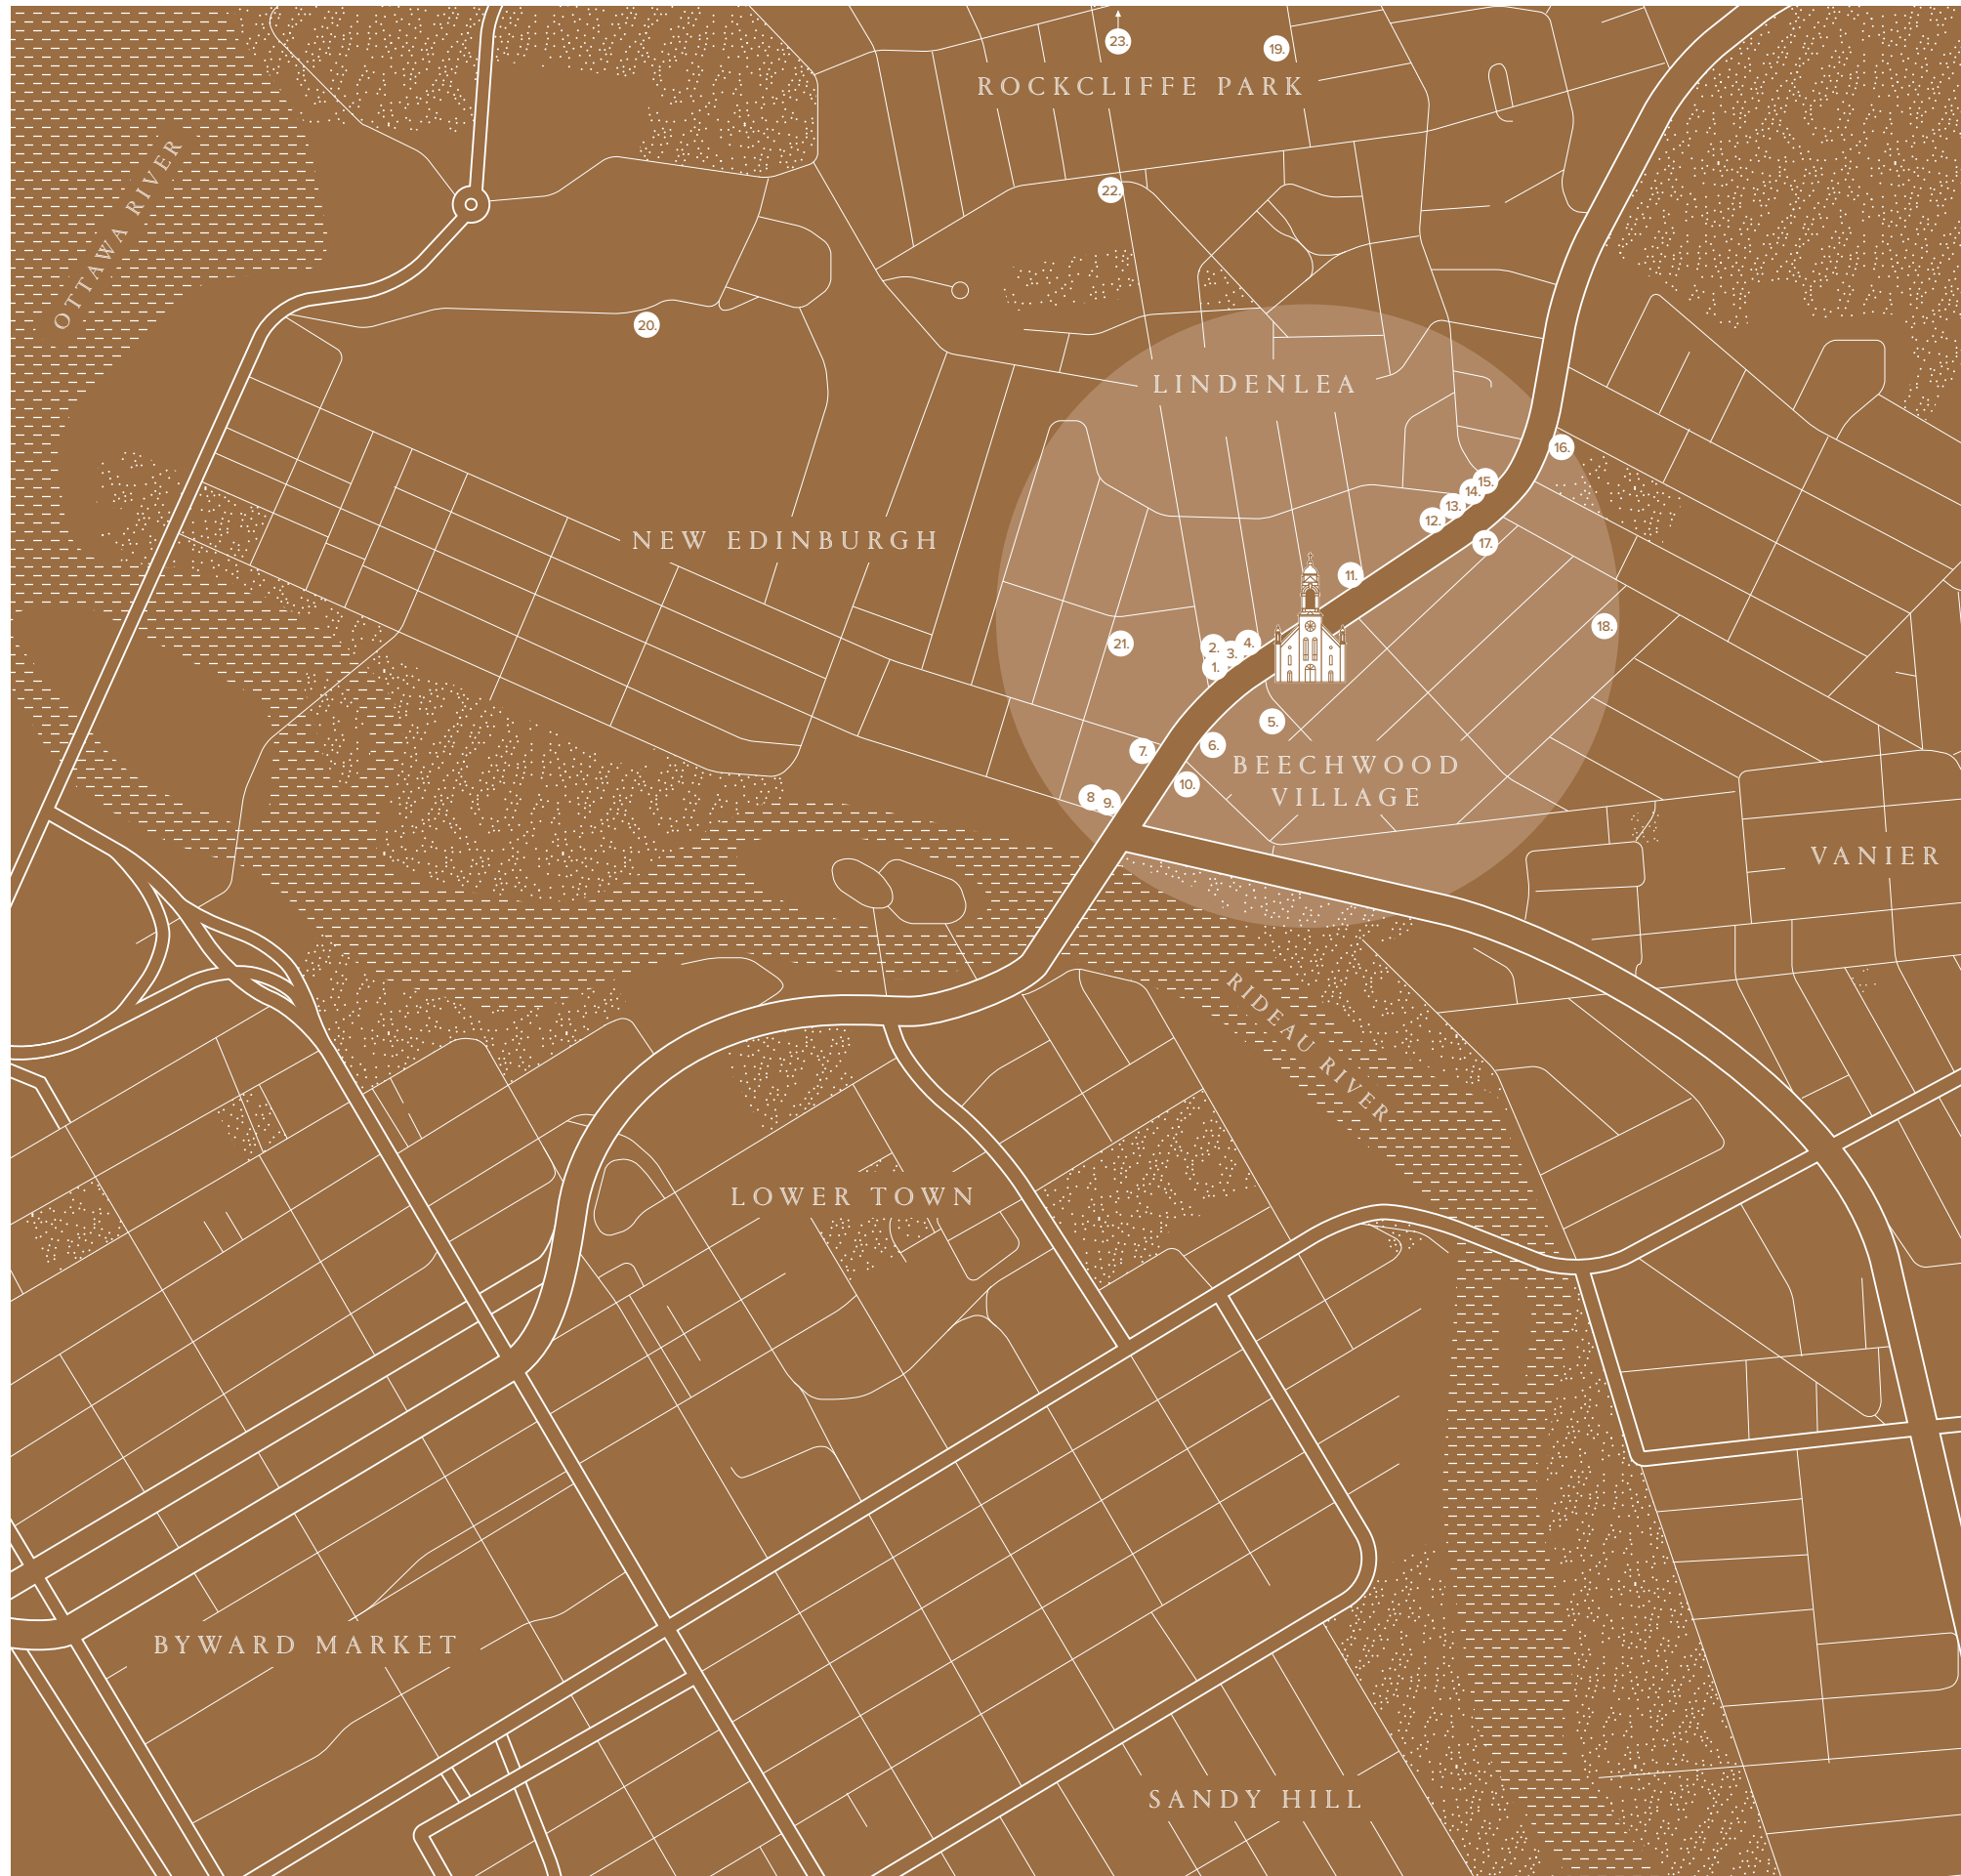 23.
19.
ROCKCLIFFE PARK
OTTAWA RIVER
22.
20.
LINDENLEA
16.
15.
14.
13.
12.
NEW EDINBURGH
17.
11.
18.
21.
2.
3.
4.
1.
5.
6.
7.
BEECHWOOD
VILLAGE
10.
8
9.
VANIER
RIDEAU RIVER
LOWER TOWN
BYWARD MARKET
SANDY HILL